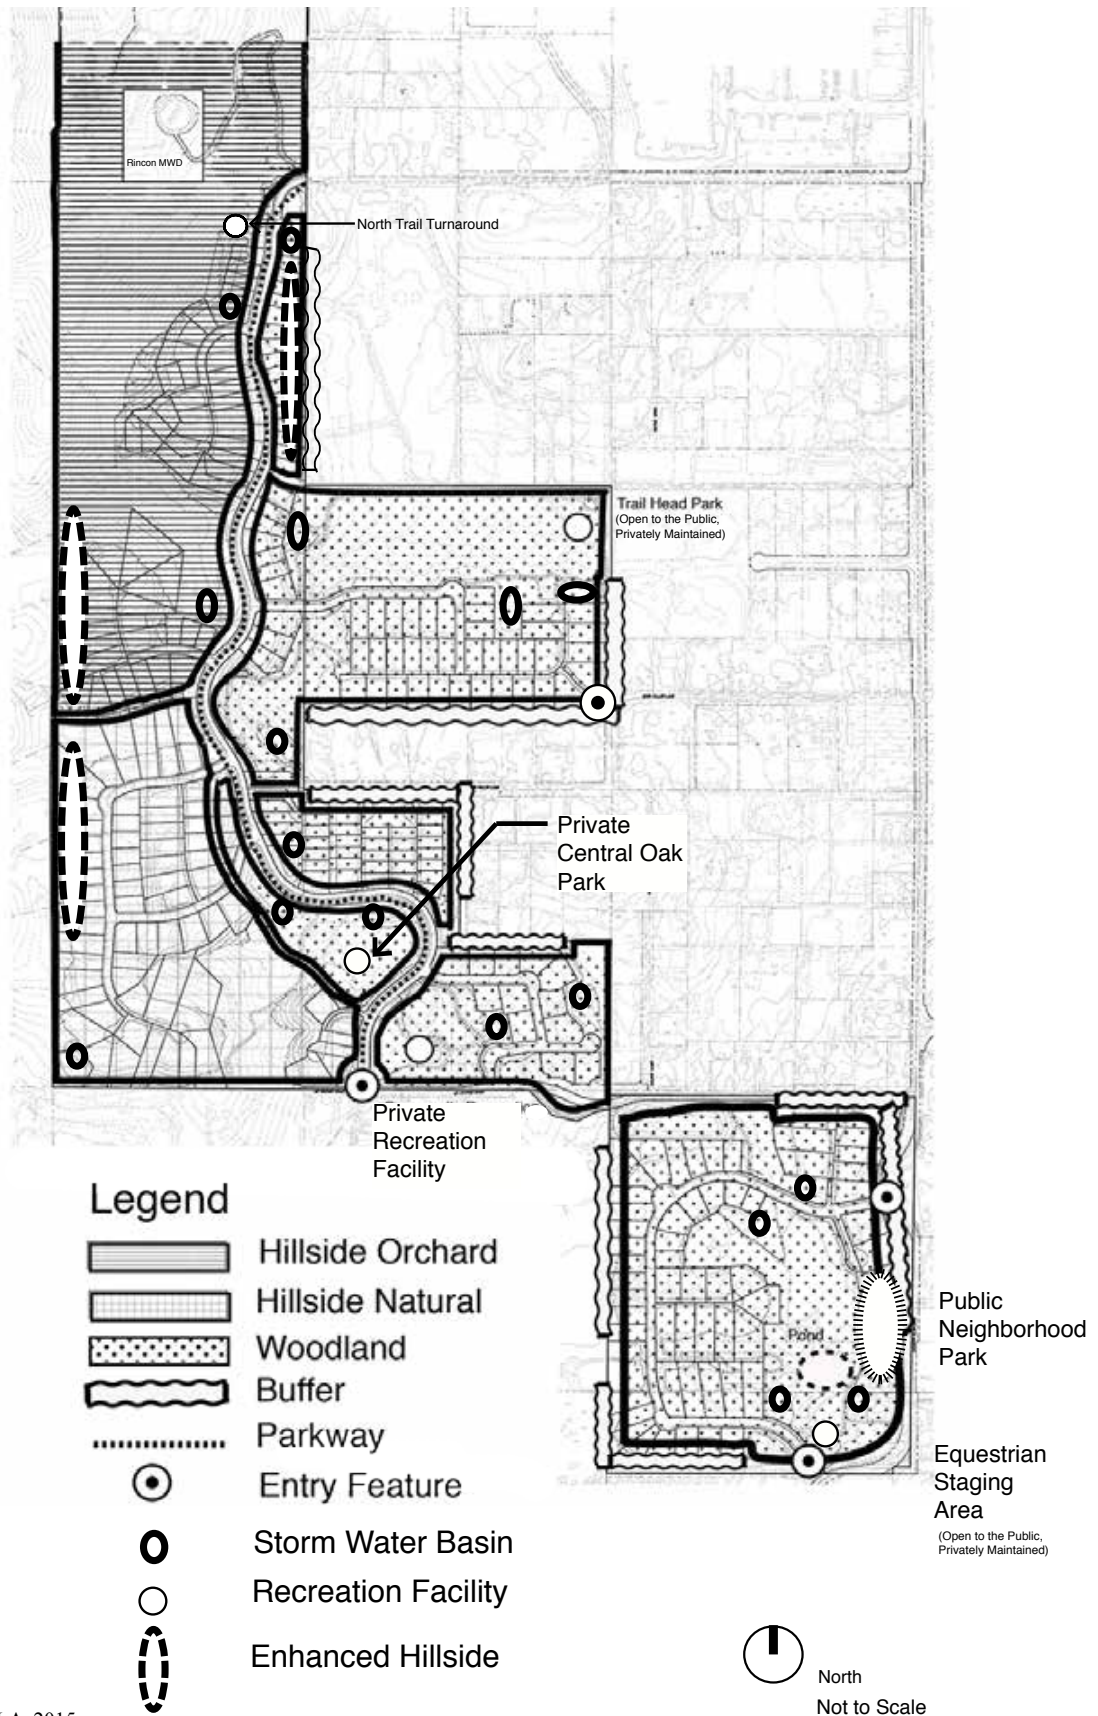 Rincon MWD
North Trail Turnaround
Trail Head Park
(Open to the Public,
Privately Maintained)
Private
Central Oak
Park
Private
Recreation
Facility
Legend
Hillside Orchard
Hillside Natural
Woodland
Buffer
Parkway
Entry Feature
Storm Water Basin
Recreation Facility
Enhanced Hillside
Pond
Public
Neighborhood
Park
Equestrian
Staging
Area
(Open to the Public,
Privately Maintained)
North
Not to Scale
2015